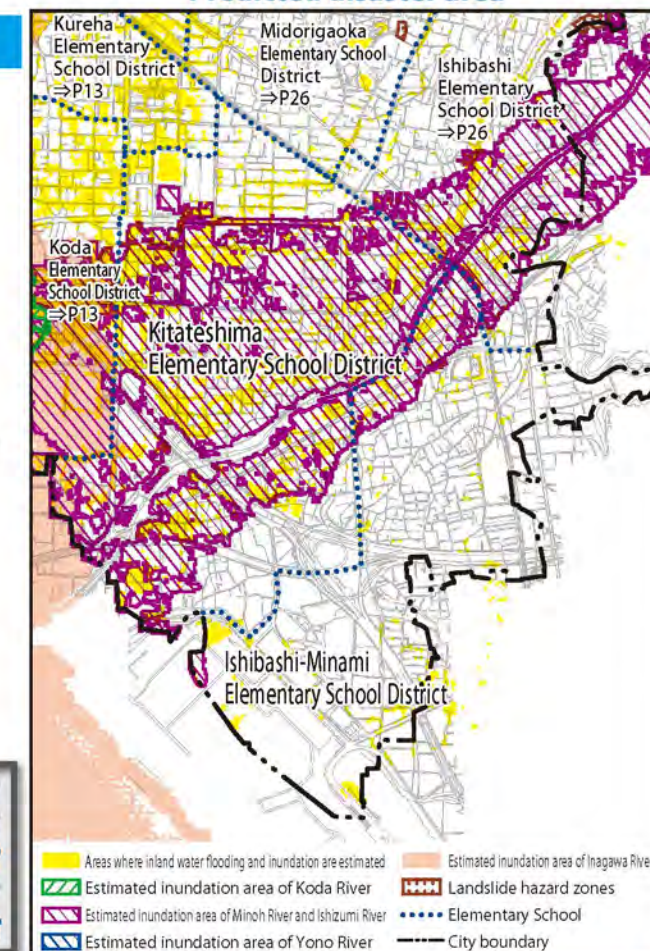 Kureha
Elementary
School District
⇒P13
Midorigaoka
Elementary School
District
⇒P26
Ishibashi
Elementary
School District
⇒P26
Koda
Elementary
School District
⇒P13
Kitateshima
Elementary School District
Ishibashi-Minami
Elementary School District
Areas where inland water flooding and inundation are estimated
Estimated inundation area of Inagawa River
Estimated inundation area of Koda River
Landslide hazard zones
Estimated inundation area of Minoh River and Ishizumi River
Elementary School
Estimated inundation area of Yono River
City boundary